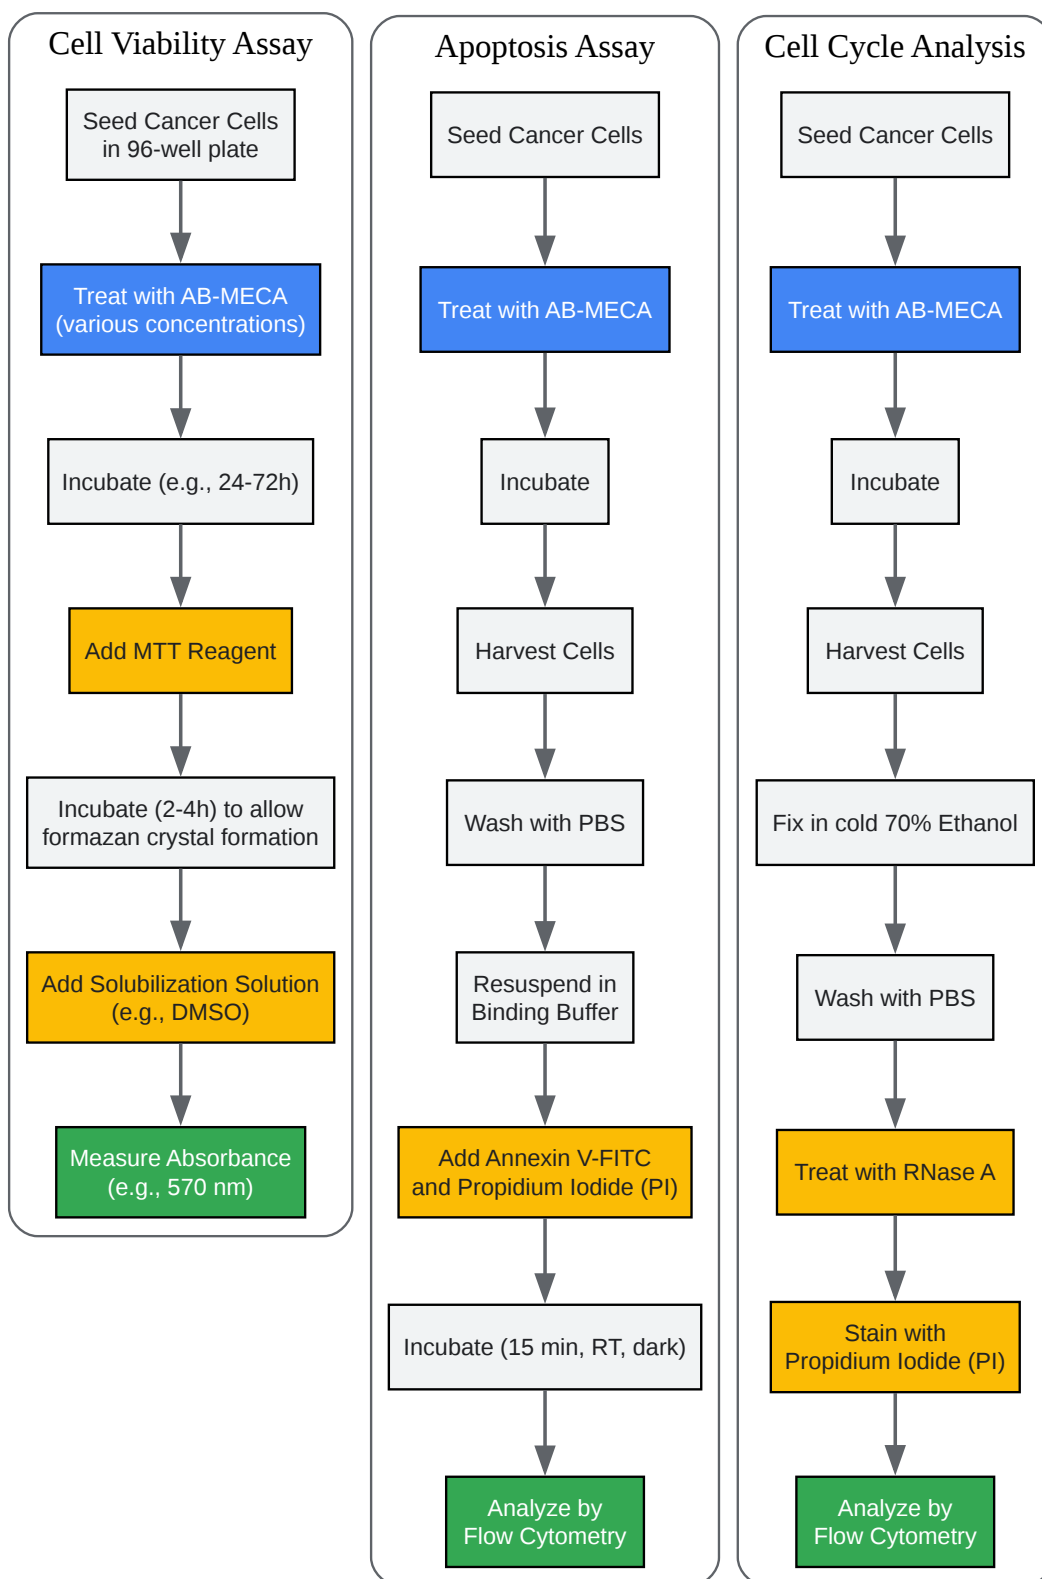 Cell Viability Assay
Seed Cancer Cells
in 96-well plate
Treat with AB-MECA
(various concentrations)
Incubate (e.g., 24-72h)
Add MTT Reagent
Incubate (2-4h) to allow
formazan crystal formation
Add Solubilization Solution
(e.g., DMSO)
Measure Absorbance
(e.g., 570 nm)
Apoptosis Assay
Seed Cancer Cells
Treat with AB-MECA
Incubate
Harvest Cells
Wash with PBS
Resuspend in
Binding Buffer
Add Annexin V-FITC
and Propidium Iodide (PI)
Incubate (15 min, RT, dark)
Analyze by
Flow Cytometry
Cell Cycle Analysis
Seed Cancer Cells
Treat with AB-MECA
Incubate
Harvest Cells
Fix in cold 70% Ethanol
Wash with PBS
Treat with RNase A
Stain with
Propidium Iodide (PI)
Analyze by
Flow Cytometry